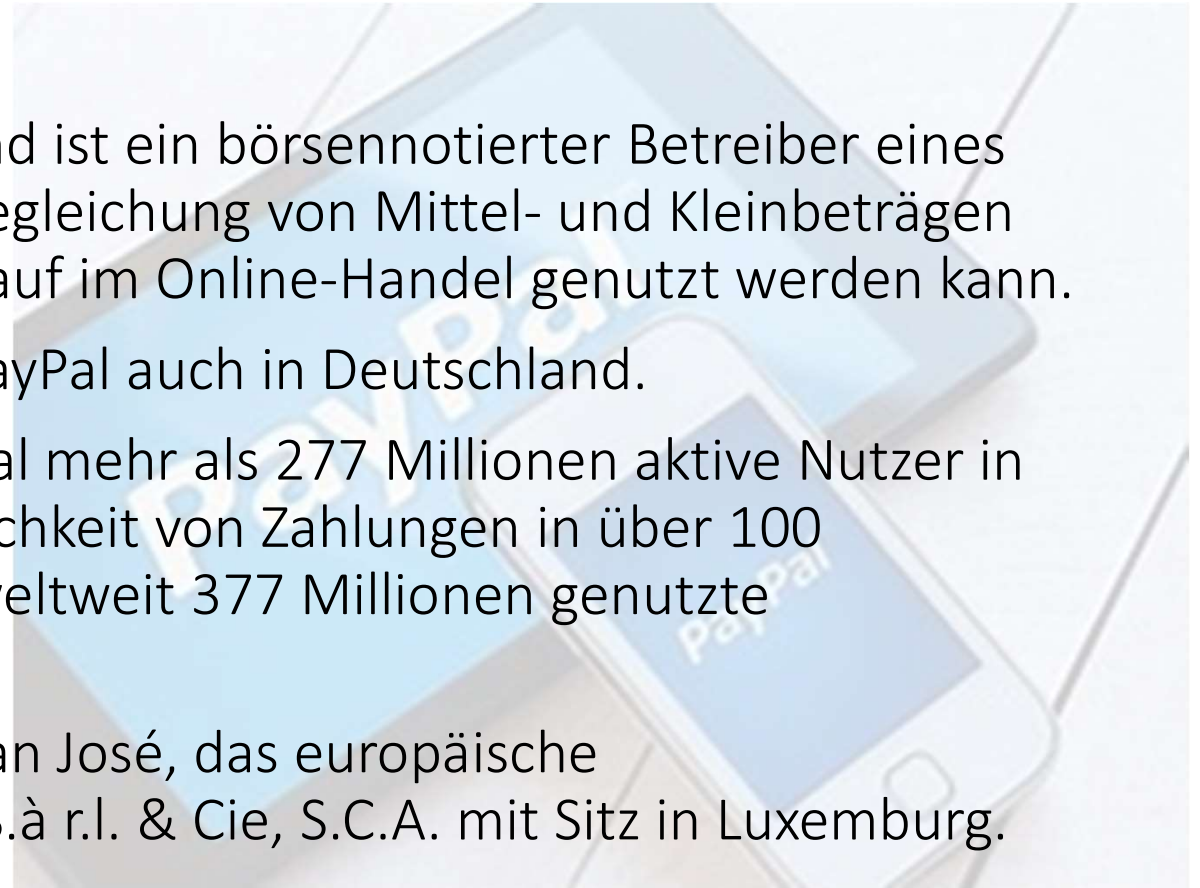 d ist ein börsennotierter Betreiber eines
egleichung von Mittel- und Kleinbeträgen
auf im Online-Handel genutzt werden kann.
ayPal auch in Deutschland.
al mehr als 277 Millionen aktive Nutzer in
chkeit von Zahlungen in über 100
eltweit 377 Millionen genutzte
an José, das europäische
.à r.l. & Cie, S.C.A. mit Sitz in Luxemburg.
PayPal
PayPal